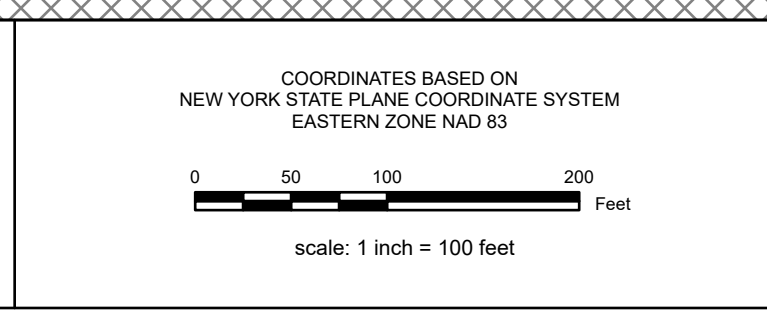 COORDINATES BASED ON
NEW YORK STATE PLANE COORDINATE SYSTEM
EASTERN ZONE NAD 83
0 50 100 200
Feet
scale: 1 inch = 100 feet